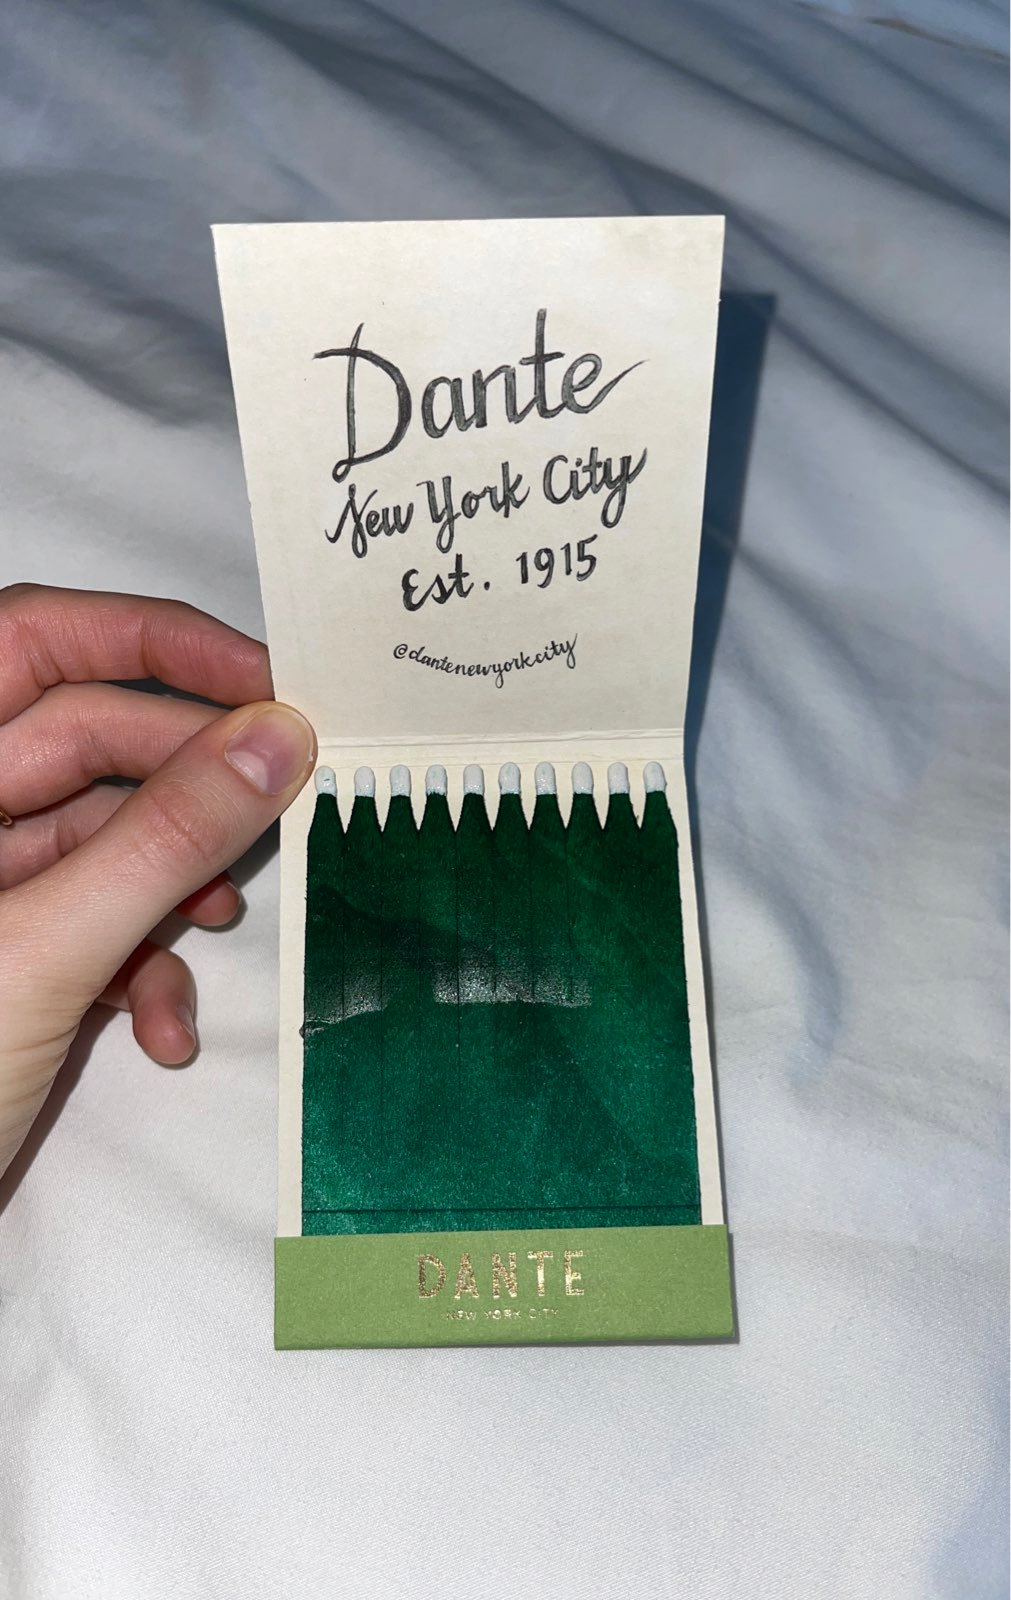 Dante
New York City
Est. 1915
@dantenewyorkcity
DANTE
NEW YORK CITY